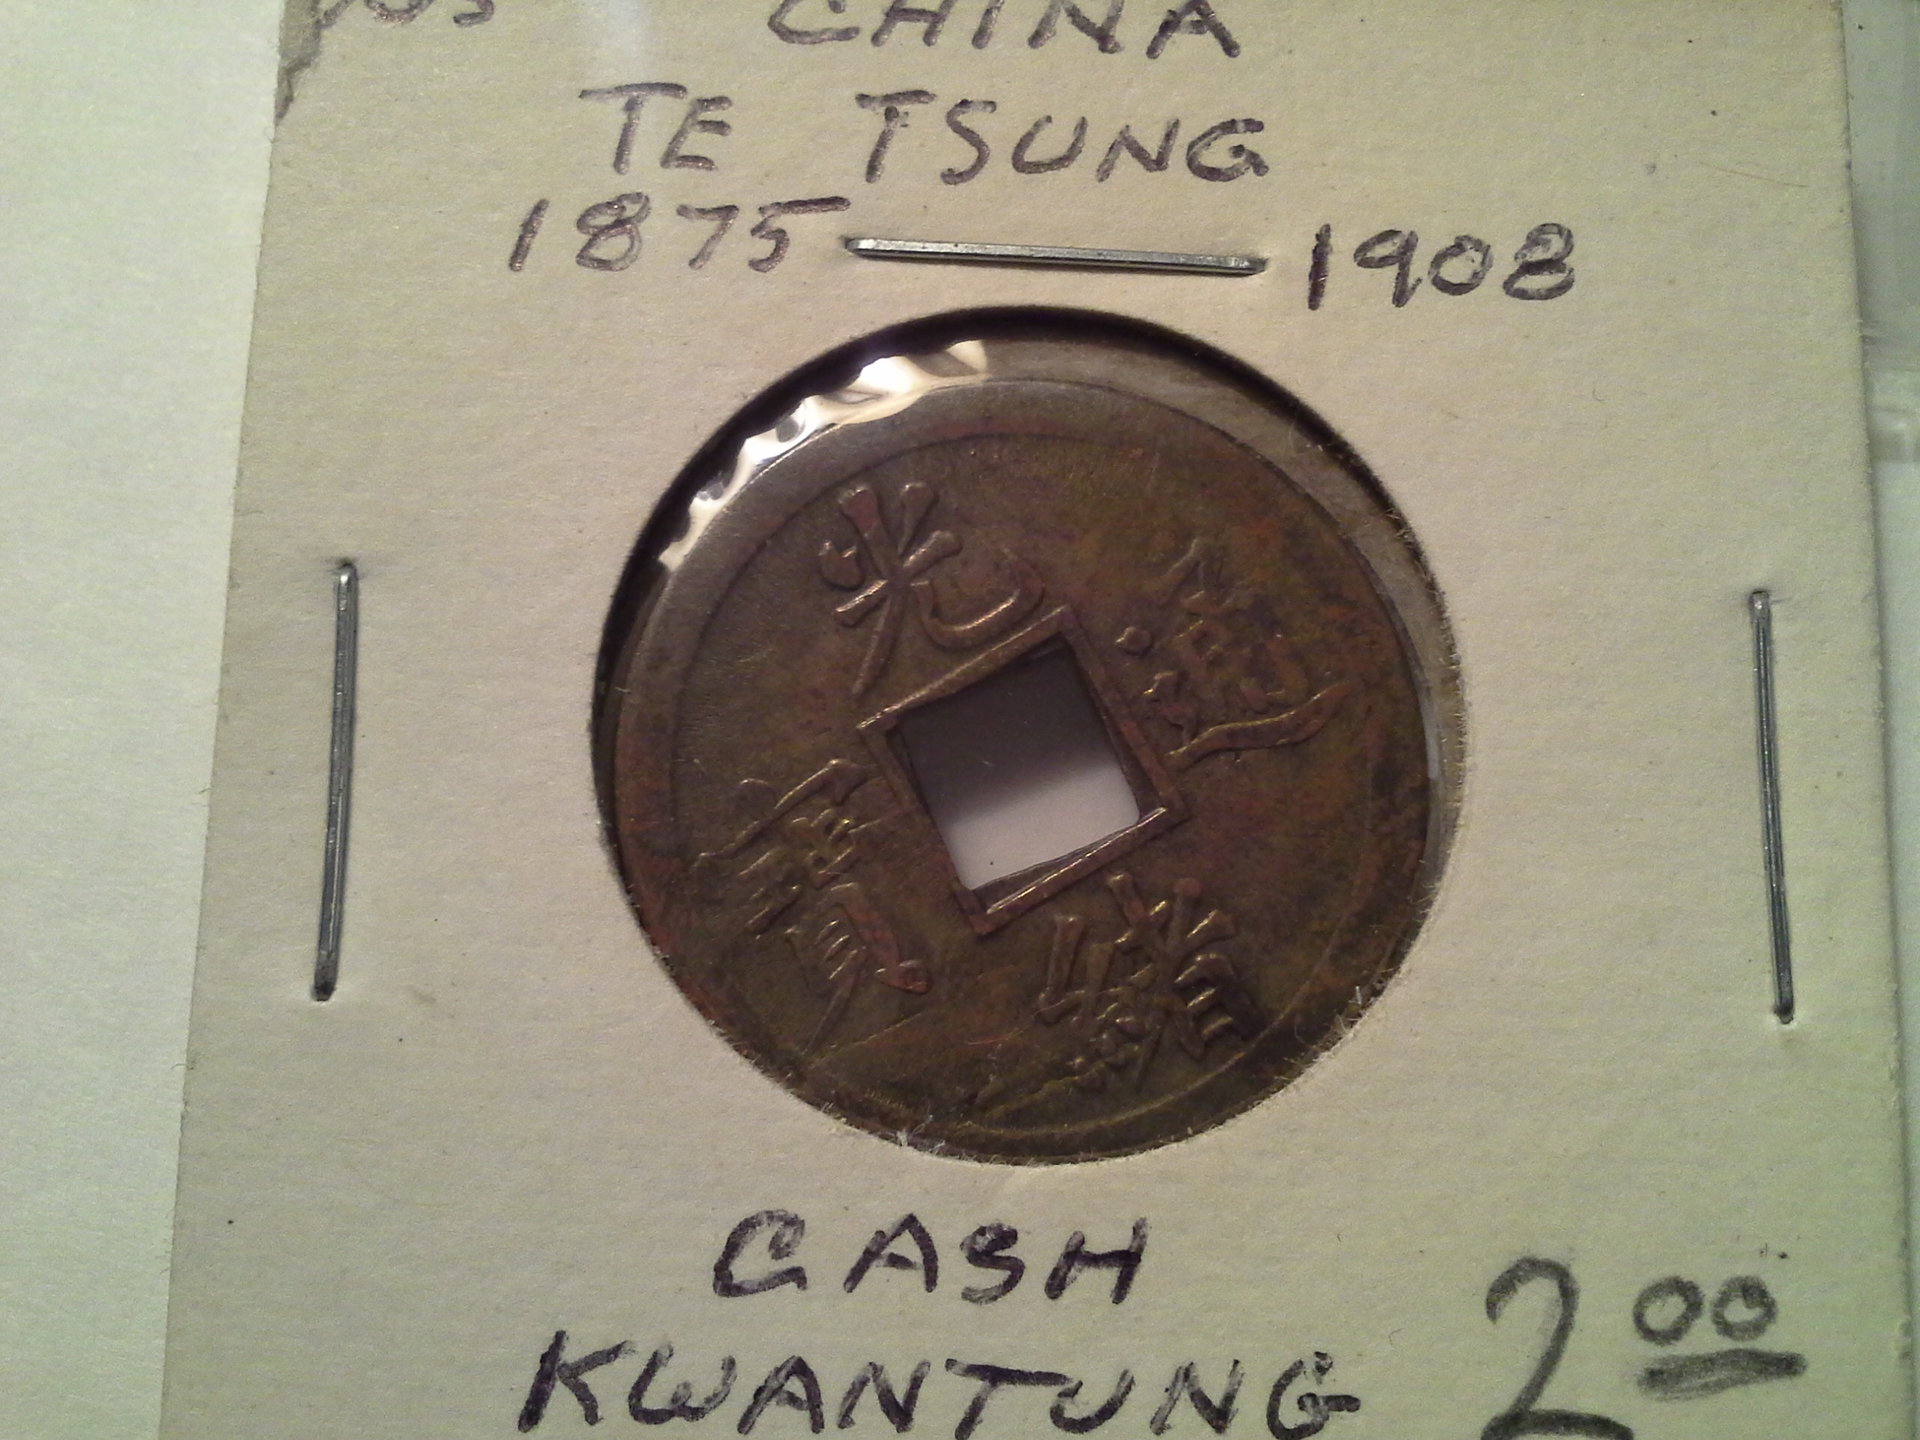 CHINA
TE TSUNG
1875 1908
光緒通寶
CASH
KWANTUNG 2 00